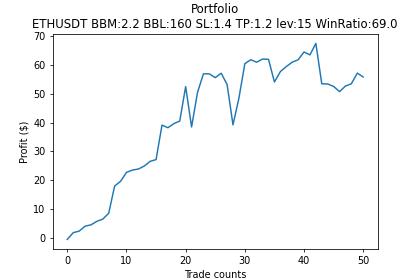 Portfolio
ETHUSDT BBM:2.2 BBL:160 SL:1.4 TP:1.2 lev:15 WinRatio:69.0
70
60
50
40
30
20
10
0
Profit ($)
0 10 20 30 40 50
Trade counts